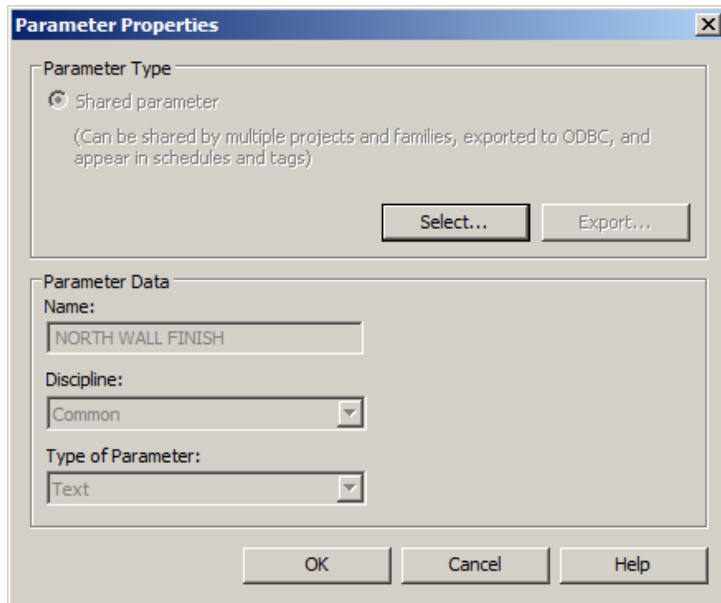 Parameter Properties
Parameter Type
Shared parameter
(Can be shared by multiple projects and families, exported to ODBC, and
appear in schedules and tags)
Select...
Export...
Parameter Data
Name:
NORTH WALL FINISH
Discipline:
Common
Type of Parameter:
Text
OK
Cancel
Help